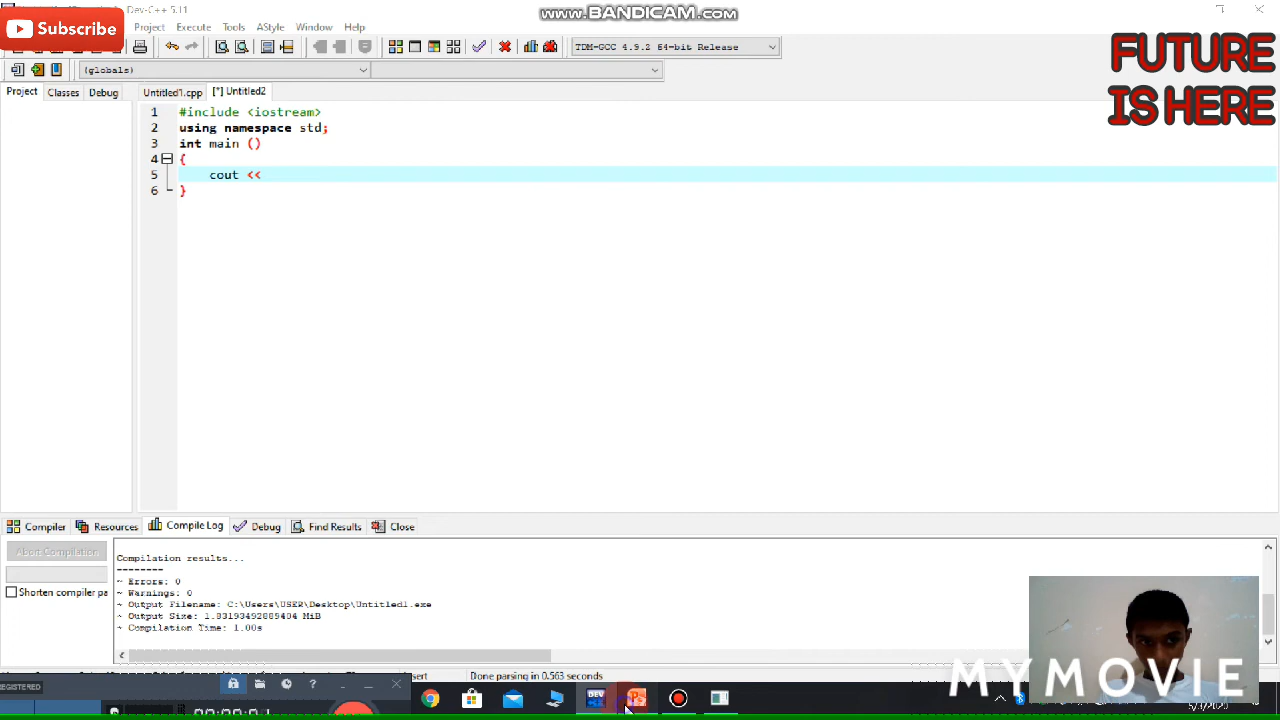 Dev-C++ 5.11
www.BANDICAM.com
Subscribe
Project Execute Tools AStyle Window Help
TDM-GCC 4.9.2 64-bit Release
FUTURE
IS HERE
(globals)
Project Classes Debug
Untitled1.cpp [*] Untitled2
1 #include <iostream>
2 using namespace std;
3 int main ()
4 {
5 cout <<
6 }
Compiler Resources Compile Log Debug Find Results Close
Abort Compilation
Shorten compiler pa
Compilation results...
--------
- Errors: 0
- Warnings: 0
- Output Filename: C:\Users\USER\Desktop\Untitled1.exe
- Output Size: 1.83193492889404 MiB
- Compilation Time: 1.00s
Done parsing in 0.563 seconds
REGISTERED
DEV
MYMOVIE